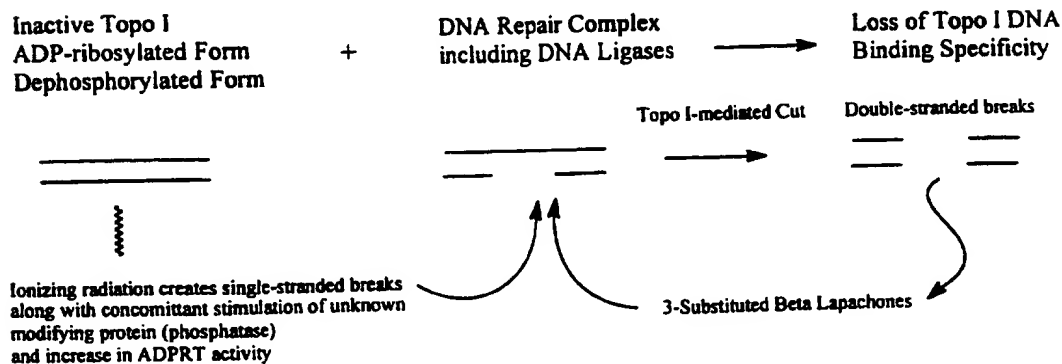 Inactive Topo I
ADP-ribosylated Form
Dephosphorylated Form
+
DNA Repair Complex
including DNA Ligases
Loss of Topo I DNA
Binding Specificity
Topo I-mediated Cut
Double-stranded breaks
Ionizing radiation creates single-stranded breaks
along with concomittant stimulation of unknown
modifying protein (phosphatase)
and increase in ADPRT activity
3-Substituted Beta Lapachones